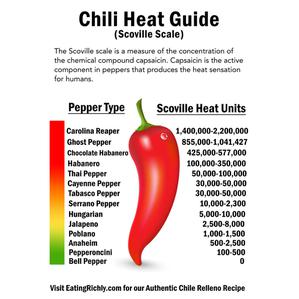 Chili Heat Guide
(Scoville Scale)
The Scoville scale is a measure of the concentration of
the chemical compound capsaicin. Capsaicin is the active
component in peppers that produces the heat sensation
for humans.
Pepper Type Scoville Heat Units
Carolina Reaper 1,400,000-2,200,000
Ghost Pepper 855,000-1,041,427
Chocolate Habanero 425,000-577,000
Habanero 100,000-350,000
Thai Pepper 50,000-100,000
Cayenne Pepper 30,000-50,000
Tabasco Pepper 30,000-50,000
Serrano Pepper 10,000-2,300
Hungarian 5,000-10,000
Jalapeno 2,500-8,000
Poblano 1,000-1,500
Anaheim 500-2,500
Pepperoncini 100-500
Bell Pepper 0
Visit EatingRichly.com for our Authentic Chile Relleno Recipe